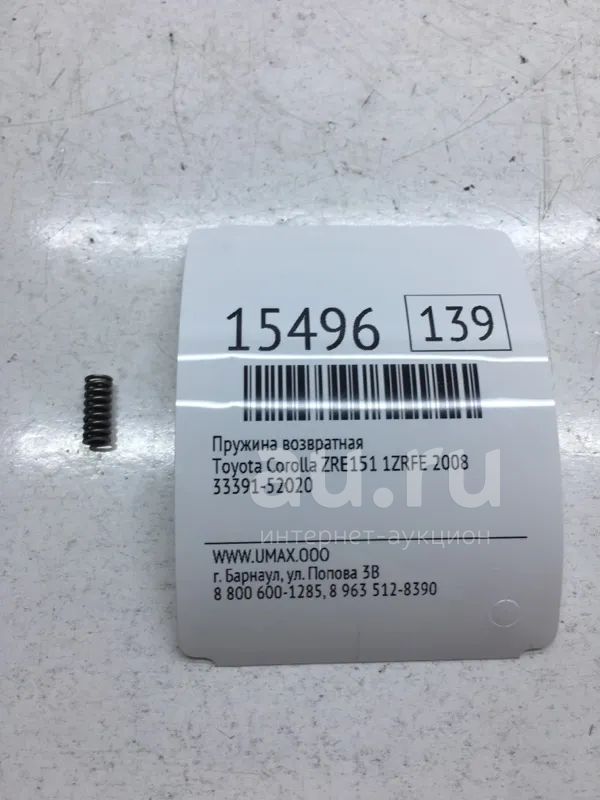 15496 139
Пружина возвратная
Toyota Corolla ZRE151 1ZRFE 2008
33391-52020
au.ru
интернет-аукцион
WWW.UMAX.OOO
г. Барнаул, ул. Попова 3В
8 800 600-1285, 8 963 512-8390